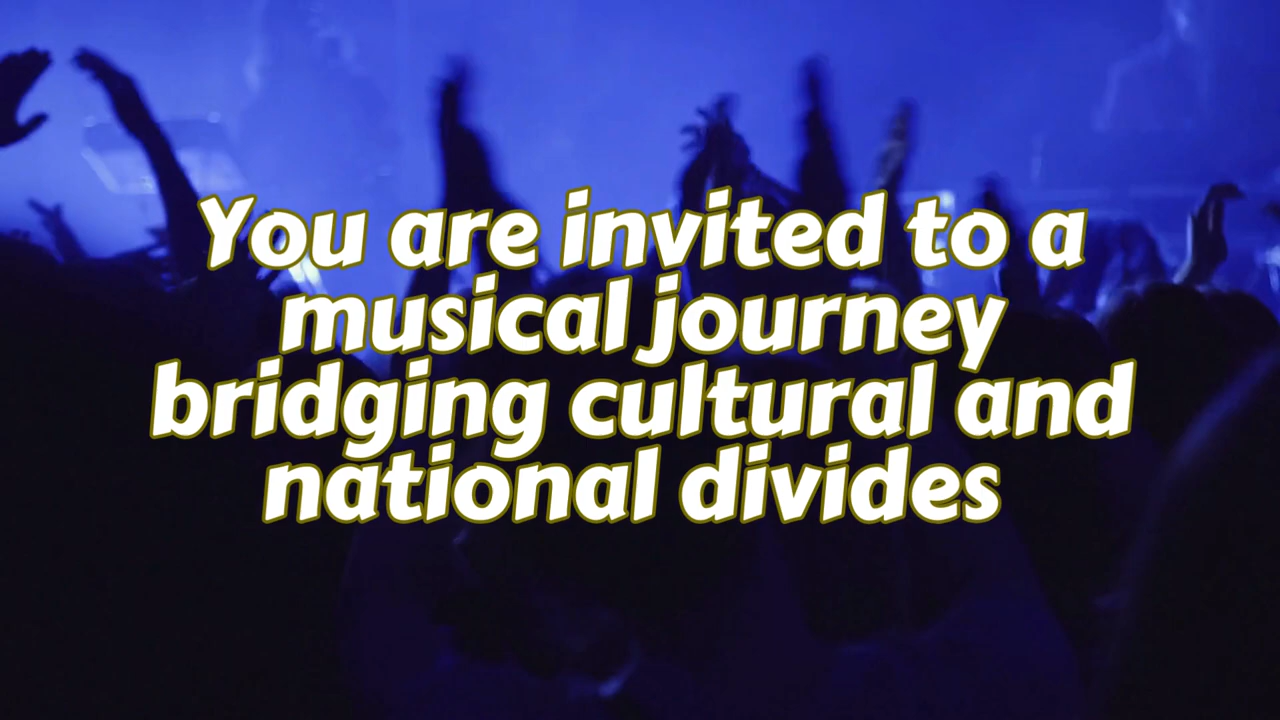 You are invited to a
musical journey
bridging cultural and
national divides